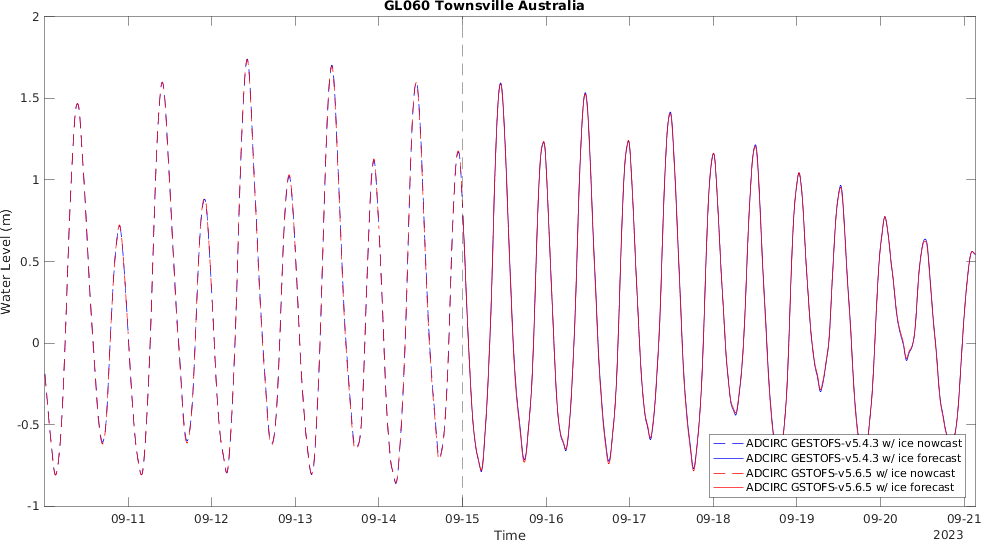 GL060 Townsville Australia
2
1.5
1
0.5
0
-0.5
-1
Water Level (m)
09-11 09-12 09-13 09-14 09-15 09-16 09-17 09-18 09-19 09-20 09-21
Time
2023
ADCIRC GESTOFS-v5.4.3 w/ ice nowcast
ADCIRC GESTOFS-v5.4.3 w/ ice forecast
ADCIRC GSTOFS-v5.6.5 w/ ice nowcast
ADCIRC GSTOFS-v5.6.5 w/ ice forecast